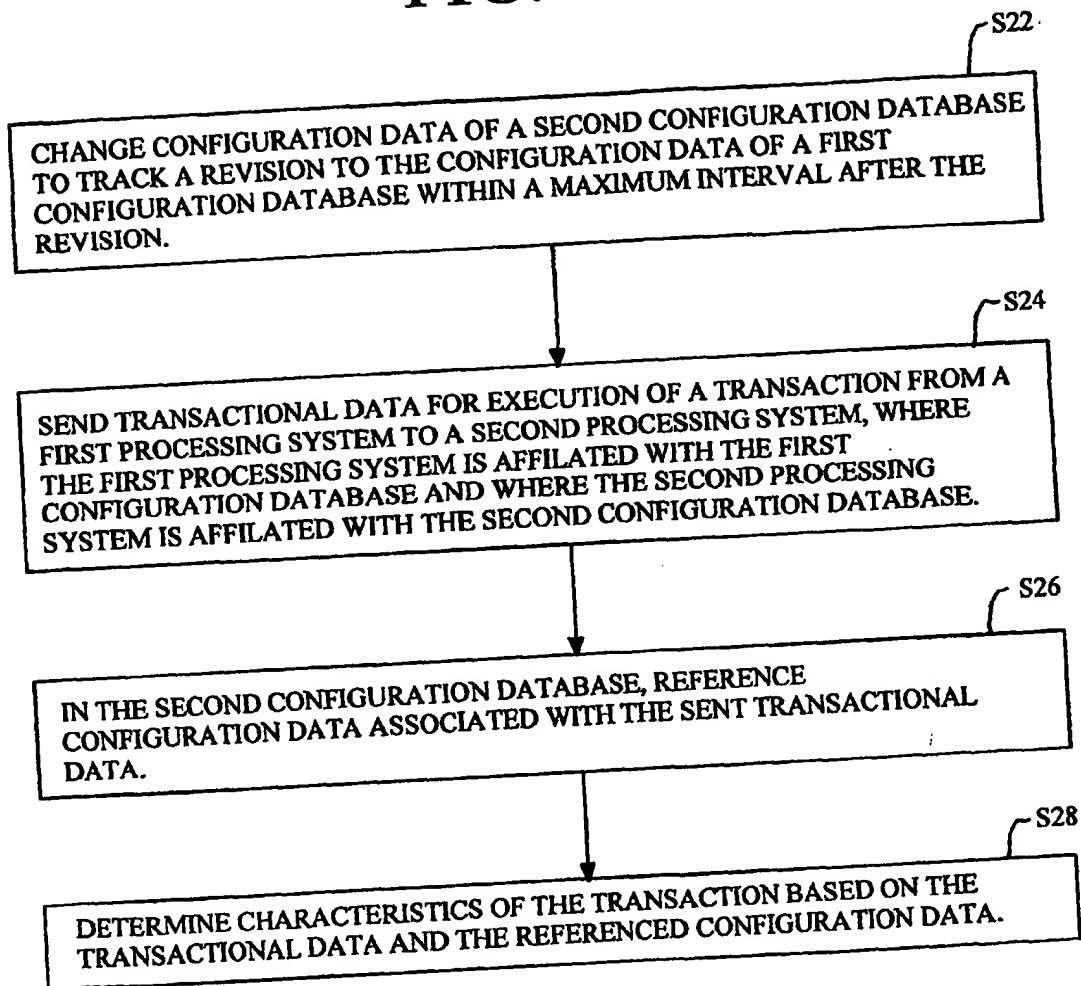 FIG.
S22
CHANGE CONFIGURATION DATA OF A SECOND CONFIGURATION DATABASE
TO TRACK A REVISION TO THE CONFIGURATION DATA OF A FIRST
CONFIGURATION DATABASE WITHIN A MAXIMUM INTERVAL AFTER THE
REVISION.
S24
SEND TRANSACTIONAL DATA FOR EXECUTION OF A TRANSACTION FROM A
FIRST PROCESSING SYSTEM TO A SECOND PROCESSING SYSTEM, WHERE
THE FIRST PROCESSING SYSTEM IS AFFILATED WITH THE FIRST
CONFIGURATION DATABASE AND WHERE THE SECOND PROCESSING
SYSTEM IS AFFILATED WITH THE SECOND CONFIGURATION DATABASE.
S26
IN THE SECOND CONFIGURATION DATABASE, REFERENCE
CONFIGURATION DATA ASSOCIATED WITH THE SENT TRANSACTIONAL
DATA.
S28
DETERMINE CHARACTERISTICS OF THE TRANSACTION BASED ON THE
TRANSACTIONAL DATA AND THE REFERENCED CONFIGURATION DATA.